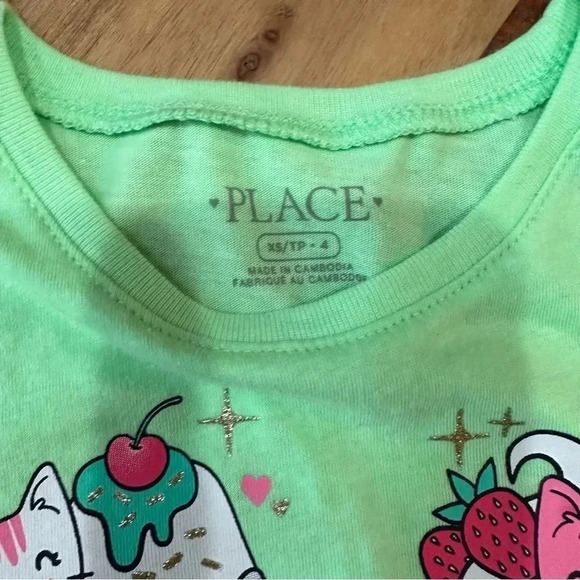 PLACE
XS/TP - 4
MADE IN CAMBODIA
FABRIQUÉ AU CAMBODGE